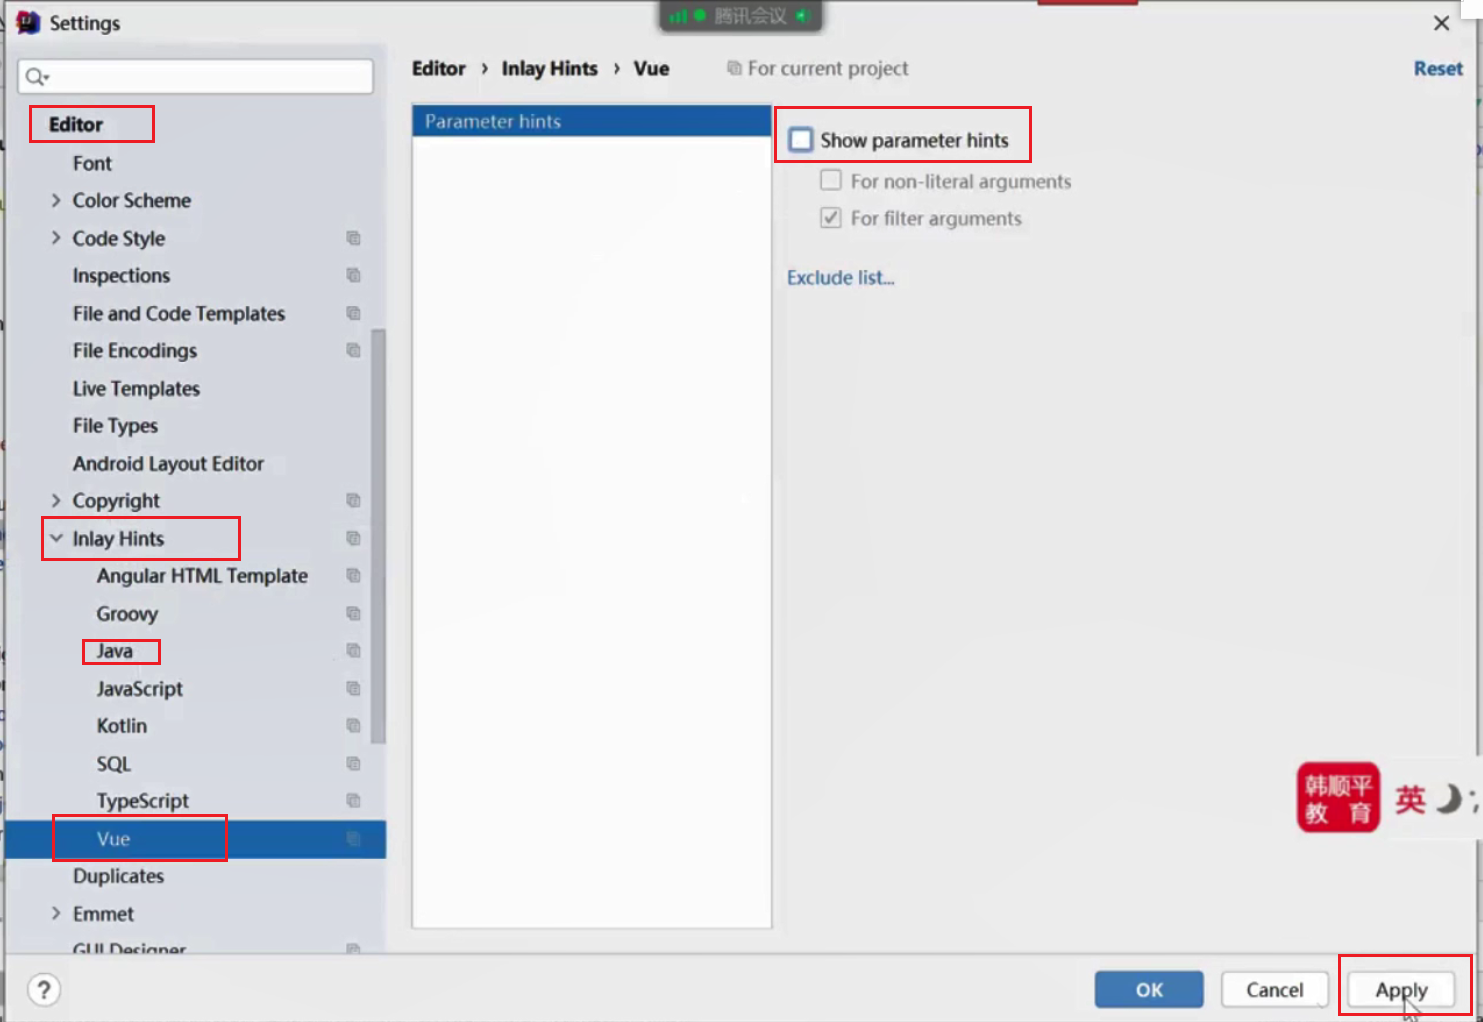 Settings
腾讯会议
Editor › Inlay Hints › Vue
For current project
Reset
Editor
Font
Color Scheme
Code Style
Inspections
File and Code Templates
File Encodings
Live Templates
File Types
Android Layout Editor
Copyright
Inlay Hints
Angular HTML Template
Groovy
Java
JavaScript
Kotlin
SQL
TypeScript
Vue
Duplicates
Emmet
GUI Designer
Parameter hints
Show parameter hints
For non-literal arguments
For filter arguments
Exclude list...
韩顺平
教 育
英
?
OK
Cancel
Apply